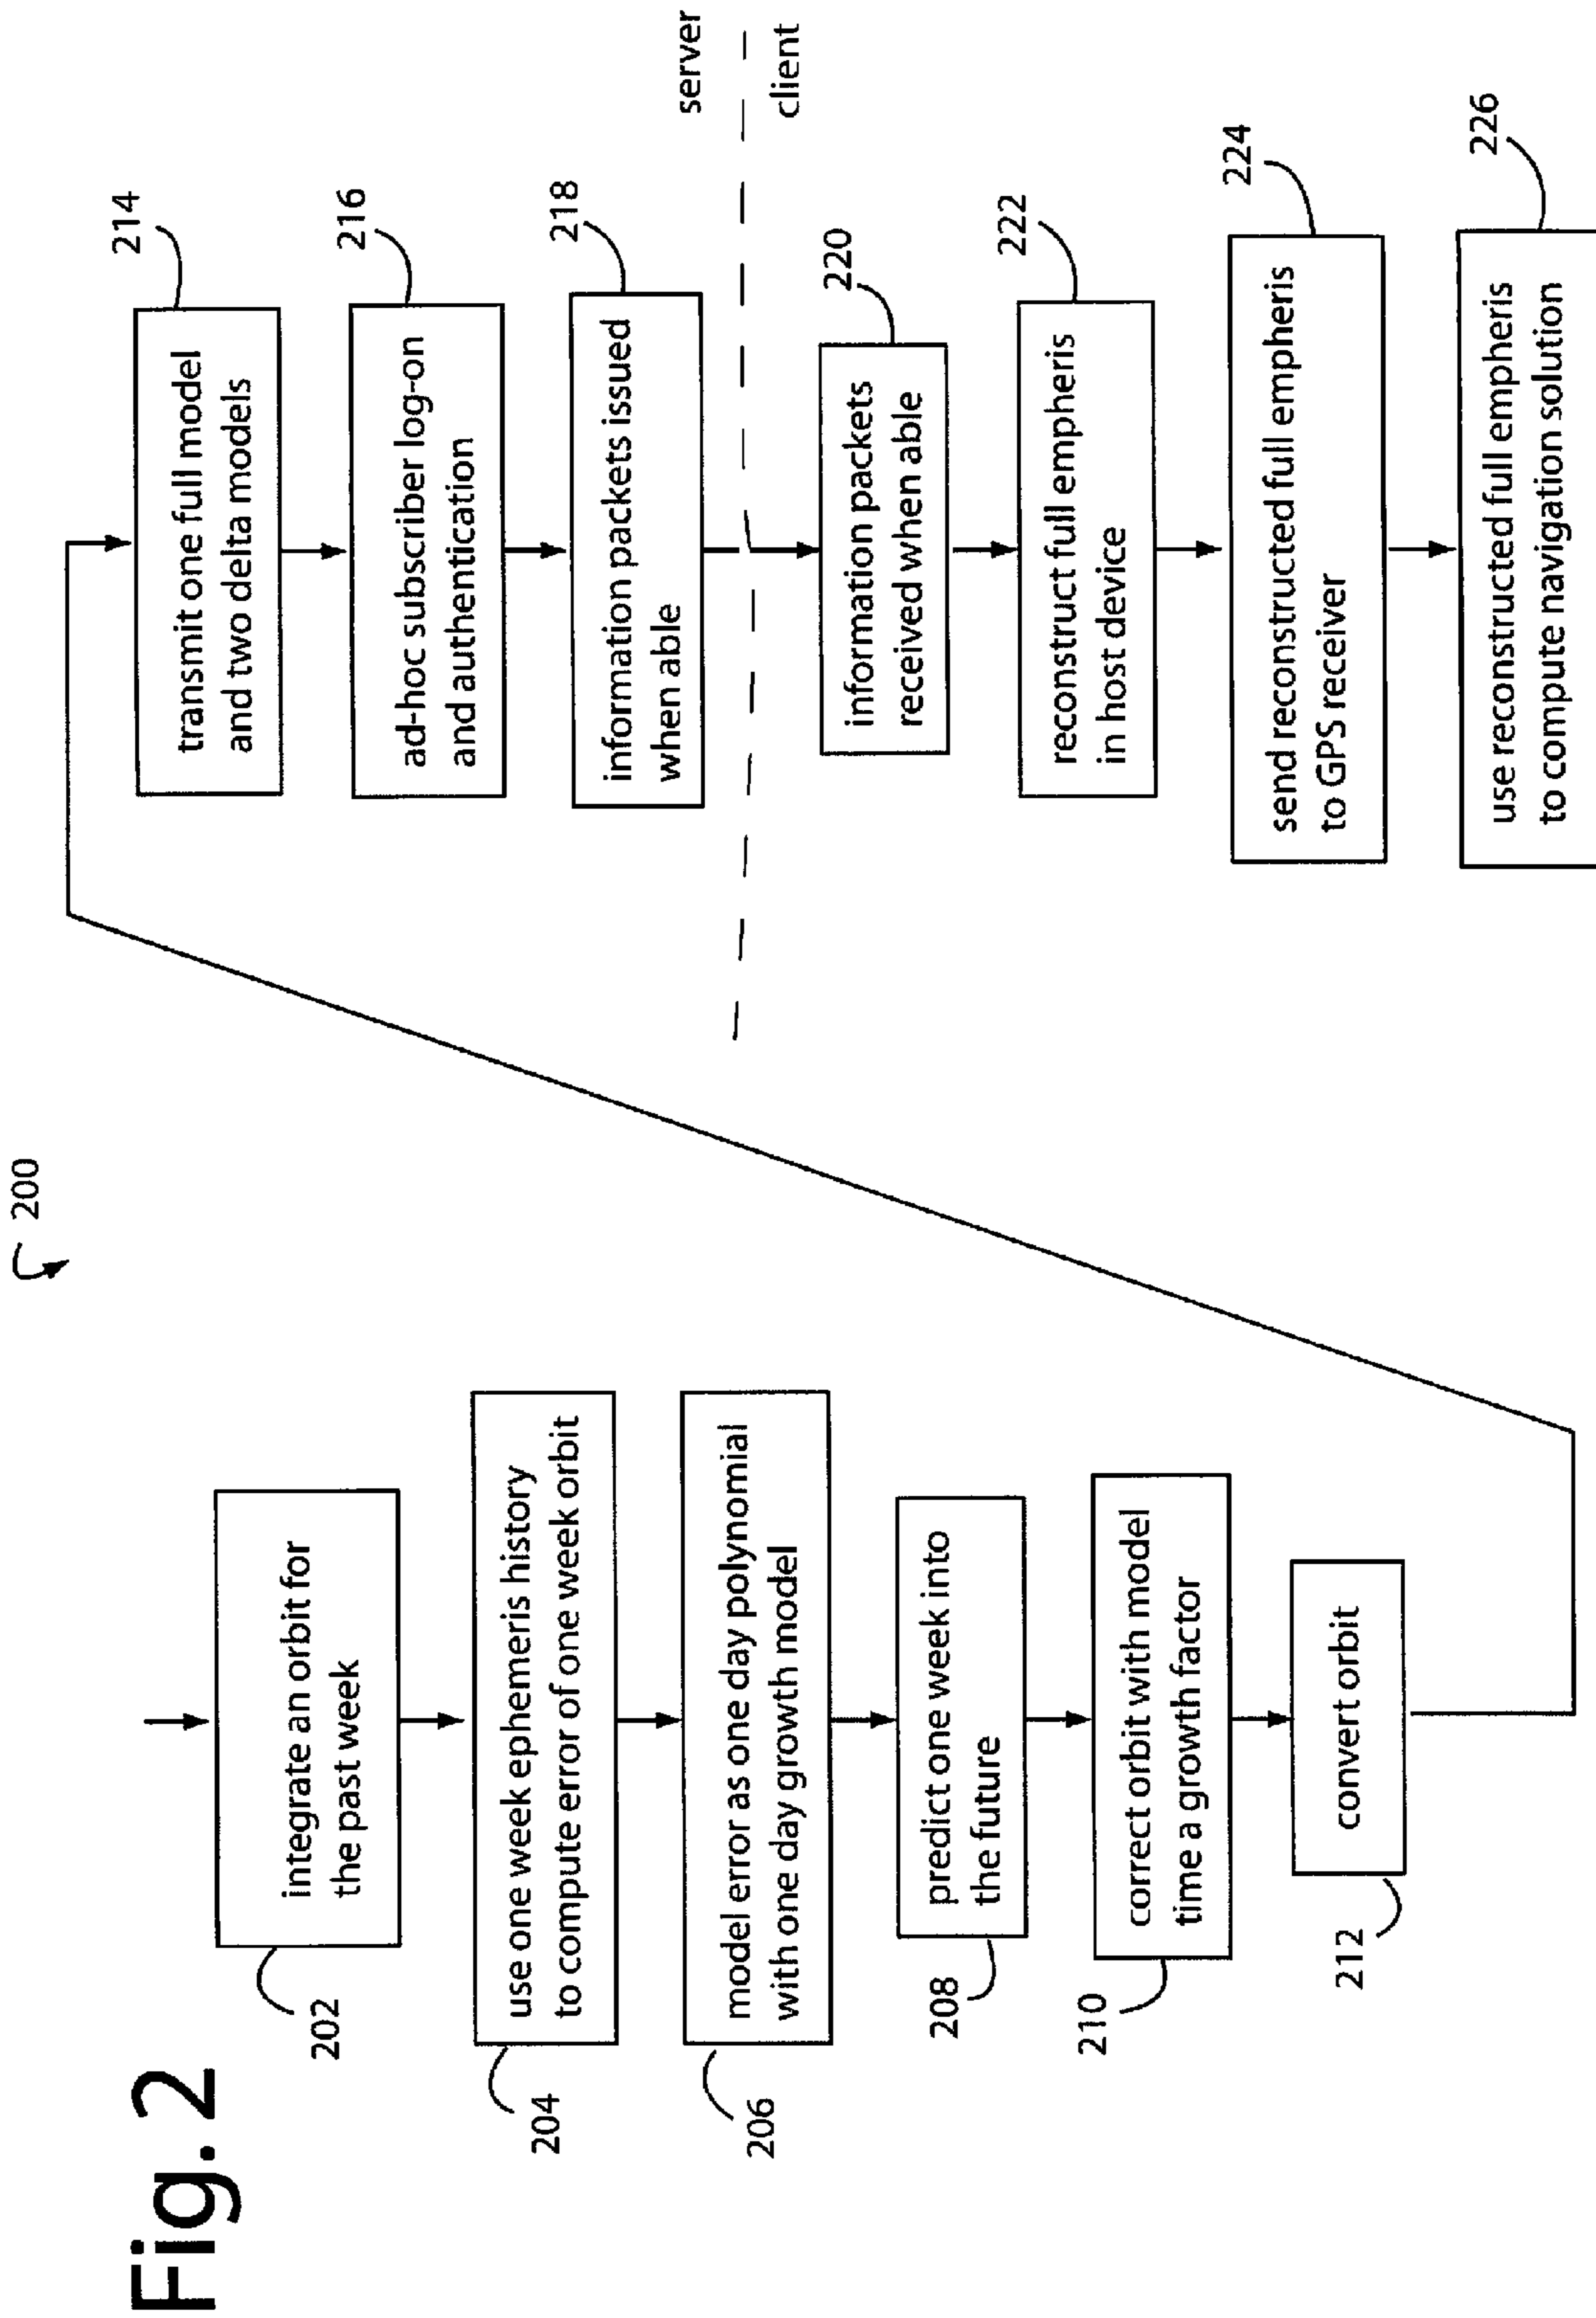 Fig. 2
200
integrate an orbit for
the past week
202
use one week ephemeris history
to compute error of one week orbit
204
model error as one day polynomial
with one day growth model
206
predict one week into
the future
208
correct orbit with model
time a growth factor
210
convert orbit
212
transmit one full model
and two delta models
214
ad-hoc subscriber log-on
and authentication
216
information packets issued
when able
218
server
client
information packets
received when able
220
reconstruct full empheris
in host device
222
send reconstructed full empheris
to GPS receiver
224
use reconstructed full empheris
to compute navigation solution
226